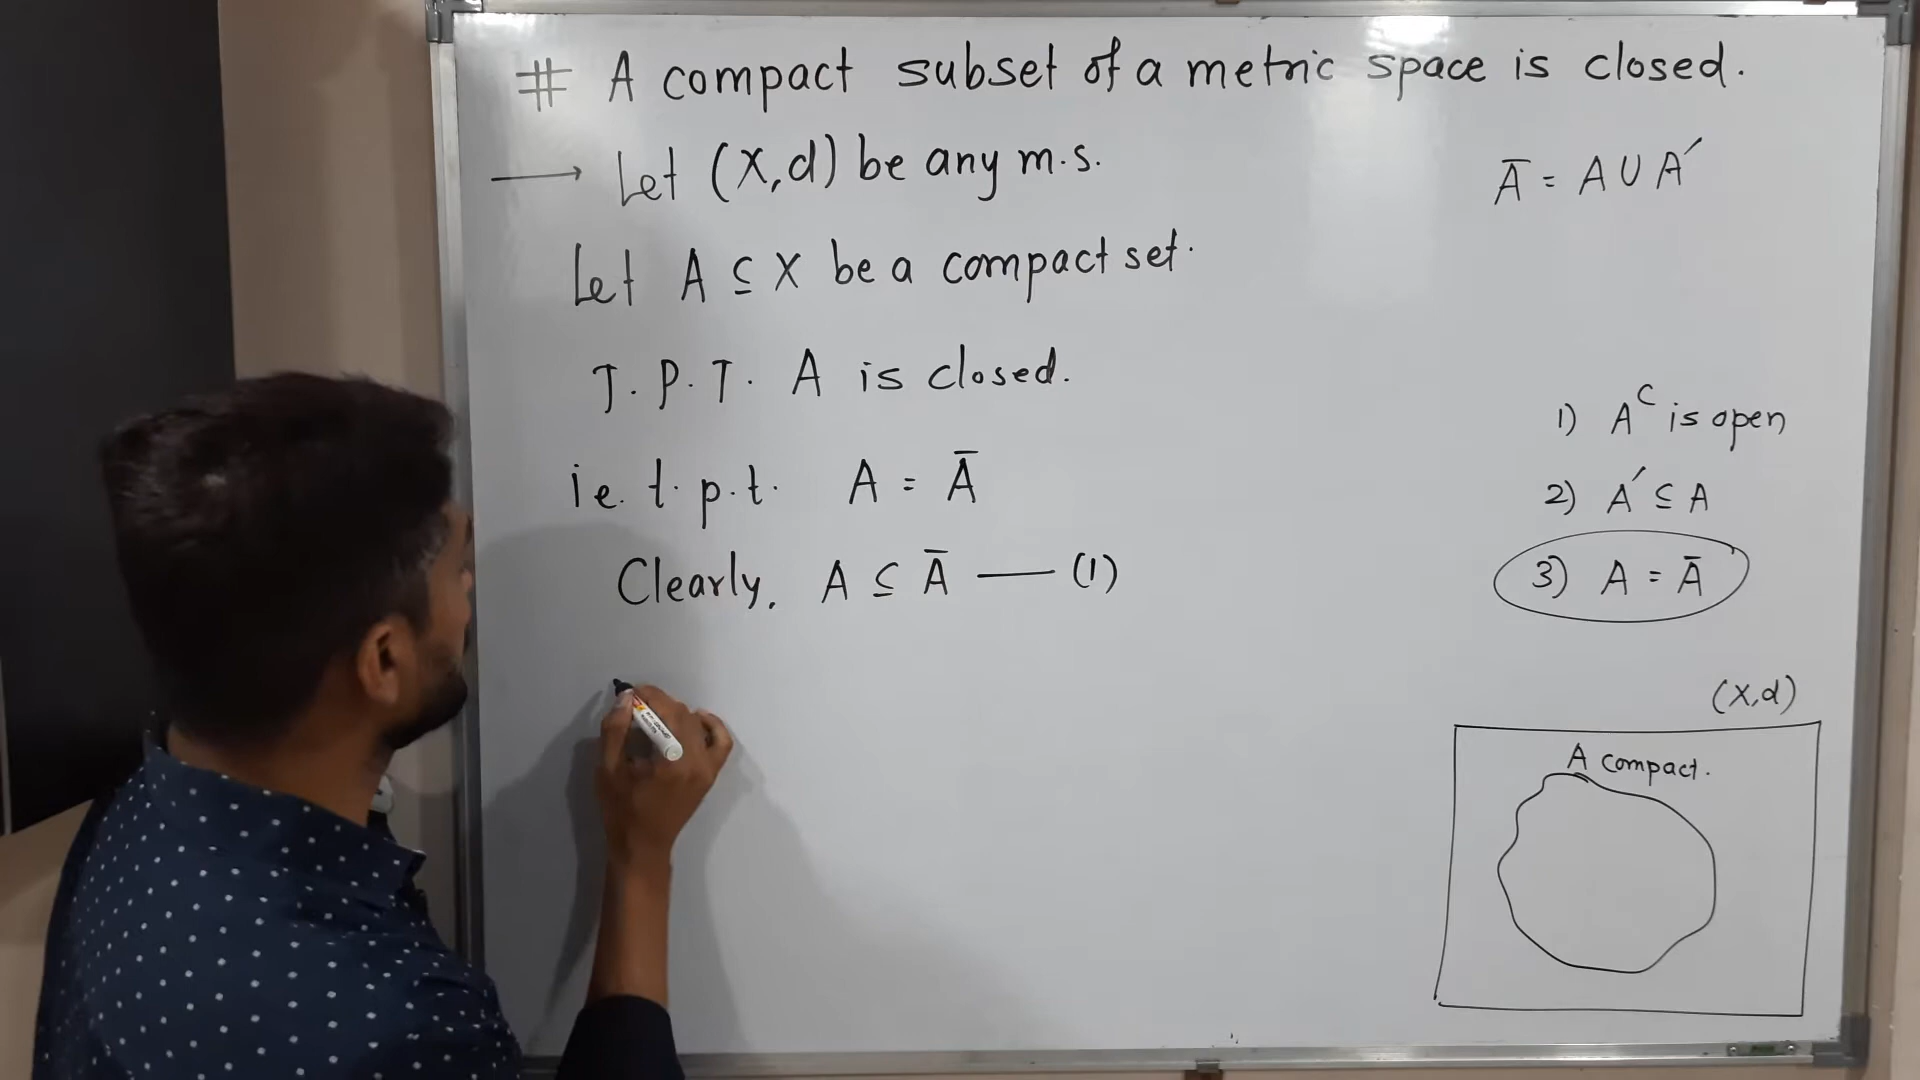 # A compact subset of a metric space is closed.
⟶ Let (X,d) be any m.s.
Let A ⊆ X be a compact set.
T.P.T. A is closed.
i.e. t.p.t. A = Ā
Clearly, A ⊆ Ā —— (1)
Ā = A ∪ A′
1) Aᶜ is open
2) A′ ⊆ A
3) A = Ā
(X,d)
A compact.